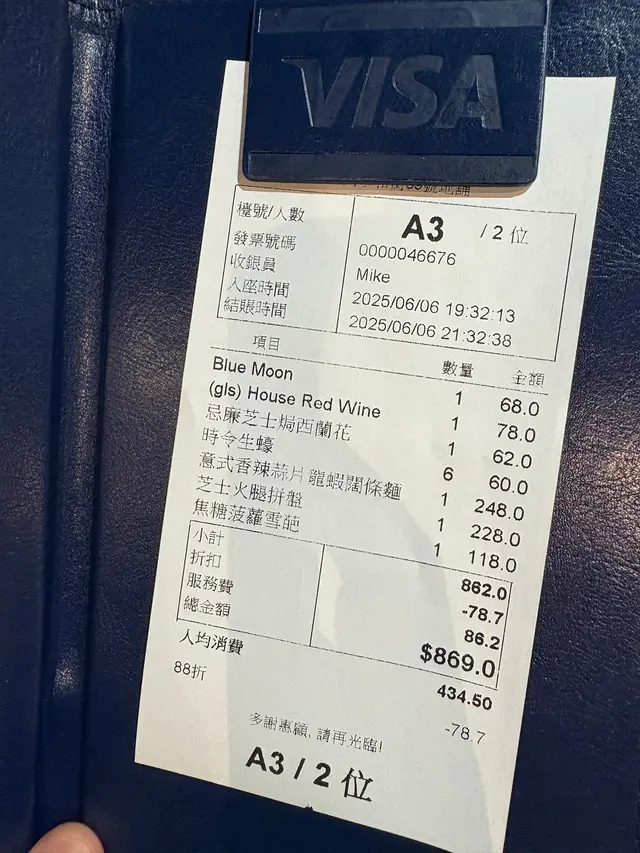 VISA
號地舖
檯號/人數 A3 / 2 位
發票號碼 0000046676
收銀員 Mike
入座時間 2025/06/06 19:32:13
結賬時間 2025/06/06 21:32:38
項目 數量 金額
Blue Moon 1 68.0
(gls) House Red Wine 1 78.0
忌廉芝士焗西蘭花 1 62.0
時令生蠔 6 60.0
意式香辣蒜片龍蝦闊條麵 1 248.0
芝士火腿拼盤 1 228.0
焦糖菠蘿雪葩 1 118.0
小計 862.0
折扣 -78.7
服務費 86.2
總金額 $869.0
人均消費 434.50
88折 -78.7
多謝惠顧, 請再光臨!
A3 / 2 位